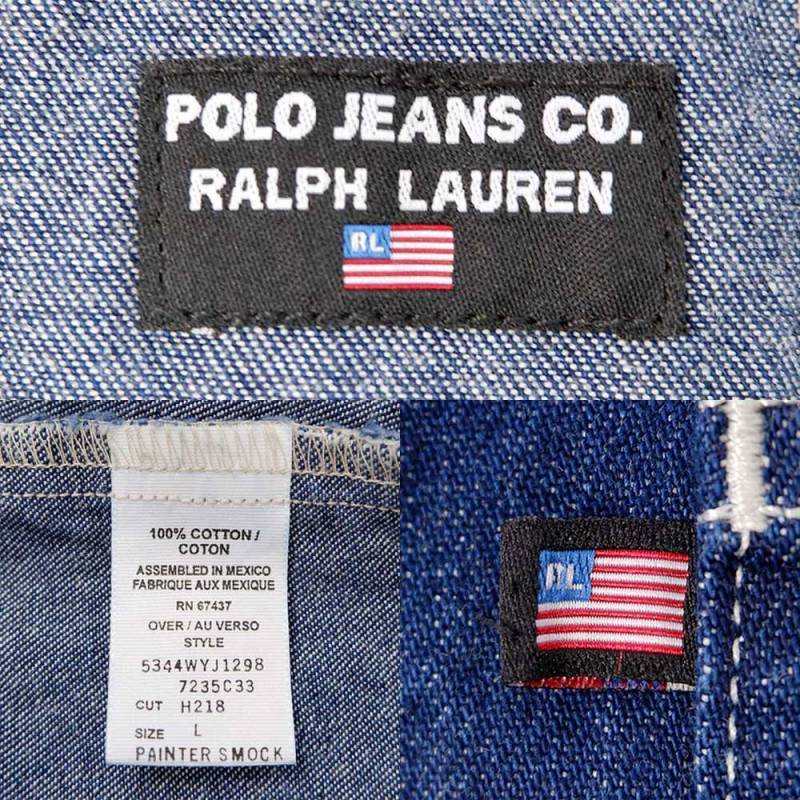 POLO JEANS CO.
RALPH LAUREN
RL
100% COTTON /
COTON
ASSEMBLED IN MEXICO
FABRIQUE AUX MEXIQUE
RN 67437
OVER / AU VERSO
STYLE
5344WYJ1298
7235C33
CUT H218
SIZE L
PAINTER SMOCK
RL